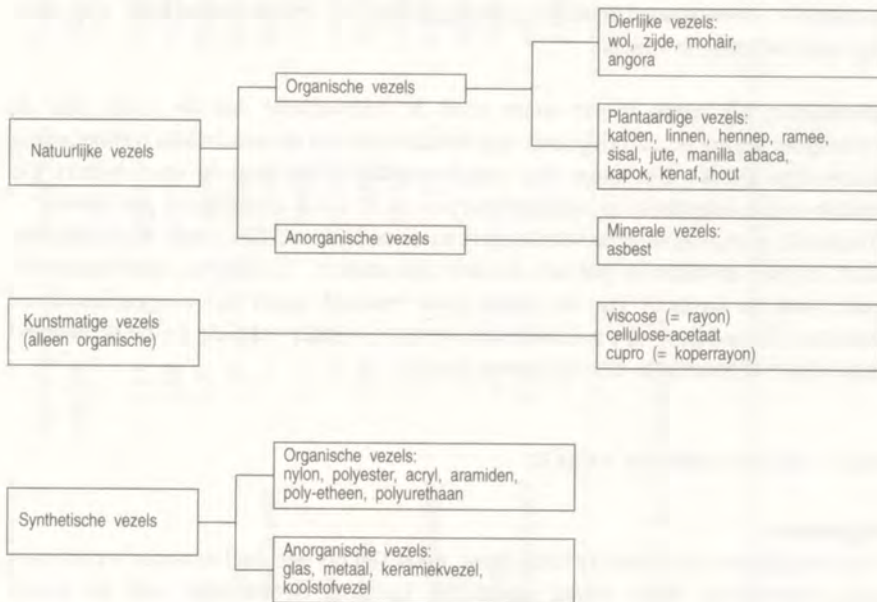 Dierlijke vezels:
wol, zijde, mohair,
angora
Organische vezels
Natuurlijke vezels
Plantaardige vezels:
katoen, linnen, hennep, ramee,
sisal, jute, manilla abaca,
kapok, kenaf, hout
Anorganische vezels
Minerale vezels:
asbest
Kunstmatige vezels
(alleen organische)
viscose (= rayon)
cellulose-acetaat
cupro (= koperrayon)
Synthetische vezels
Organische vezels:
nylon, polyester, acryl, aramiden,
poly-etheen, polyurethaan
Anorganische vezels:
glas, metaal, keramiekvezel,
koolstofvezel